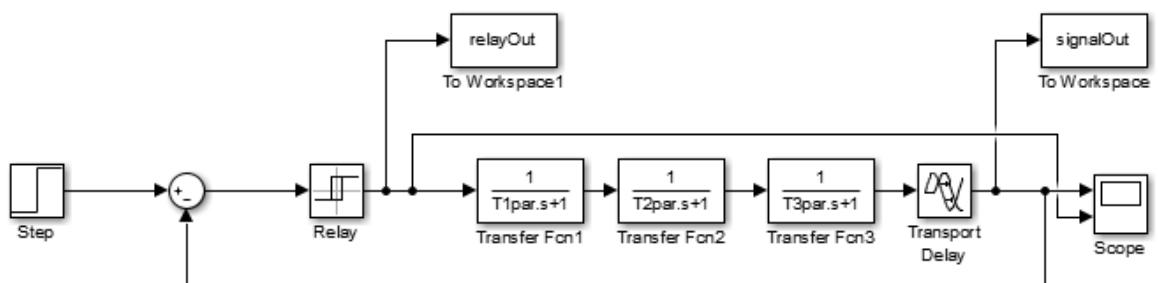 relayOut
To Workspace1
signalOut
To Workspace
+
-
Step
Relay
1
T1par.s+1
Transfer Fcn1
1
T2par.s+1
Transfer Fcn2
1
T3par.s+1
Transfer Fcn3
Transport
Delay
Scope